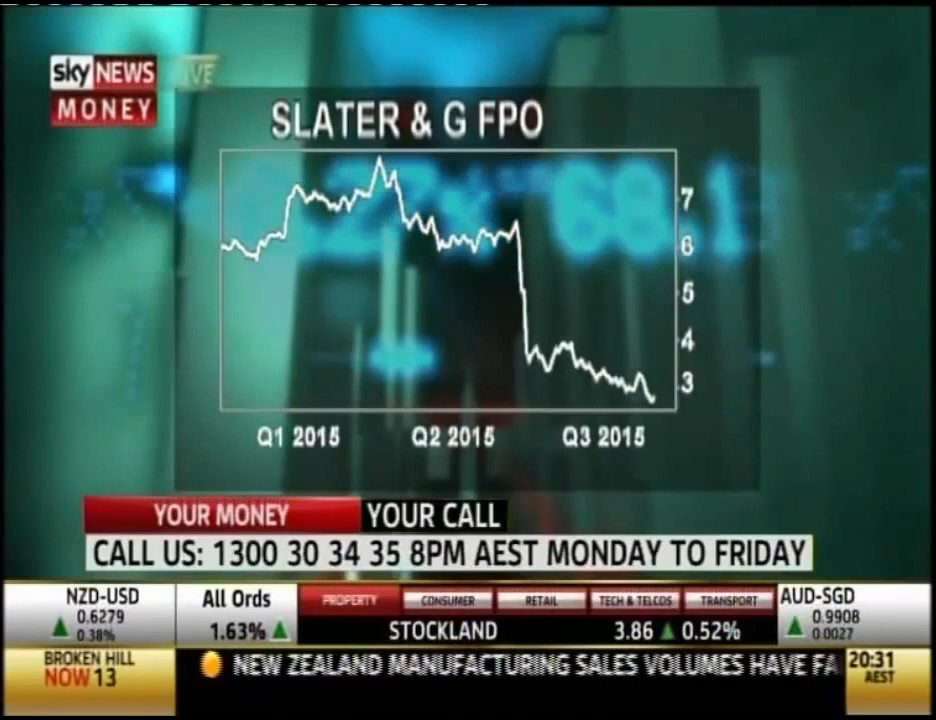 sky NEWS LIVE
MONEY
SLATER & G FPO
7
6
5
4
3
Q1 2015 Q2 2015 Q3 2015
YOUR MONEY YOUR CALL
CALL US: 1300 30 34 35 8PM AEST MONDAY TO FRIDAY
NZD-USD
0.6279
0.38%
All Ords
1.63%
PROPERTY CONSUMER RETAIL TECH & TELCOS TRANSPORT
STOCKLAND 3.86 0.52%
AUD-SGD
0.9908
0.0027
BROKEN HILL
NOW 13
NEW ZEALAND MANUFACTURING SALES VOLUMES HAVE FA
20:31
AEST